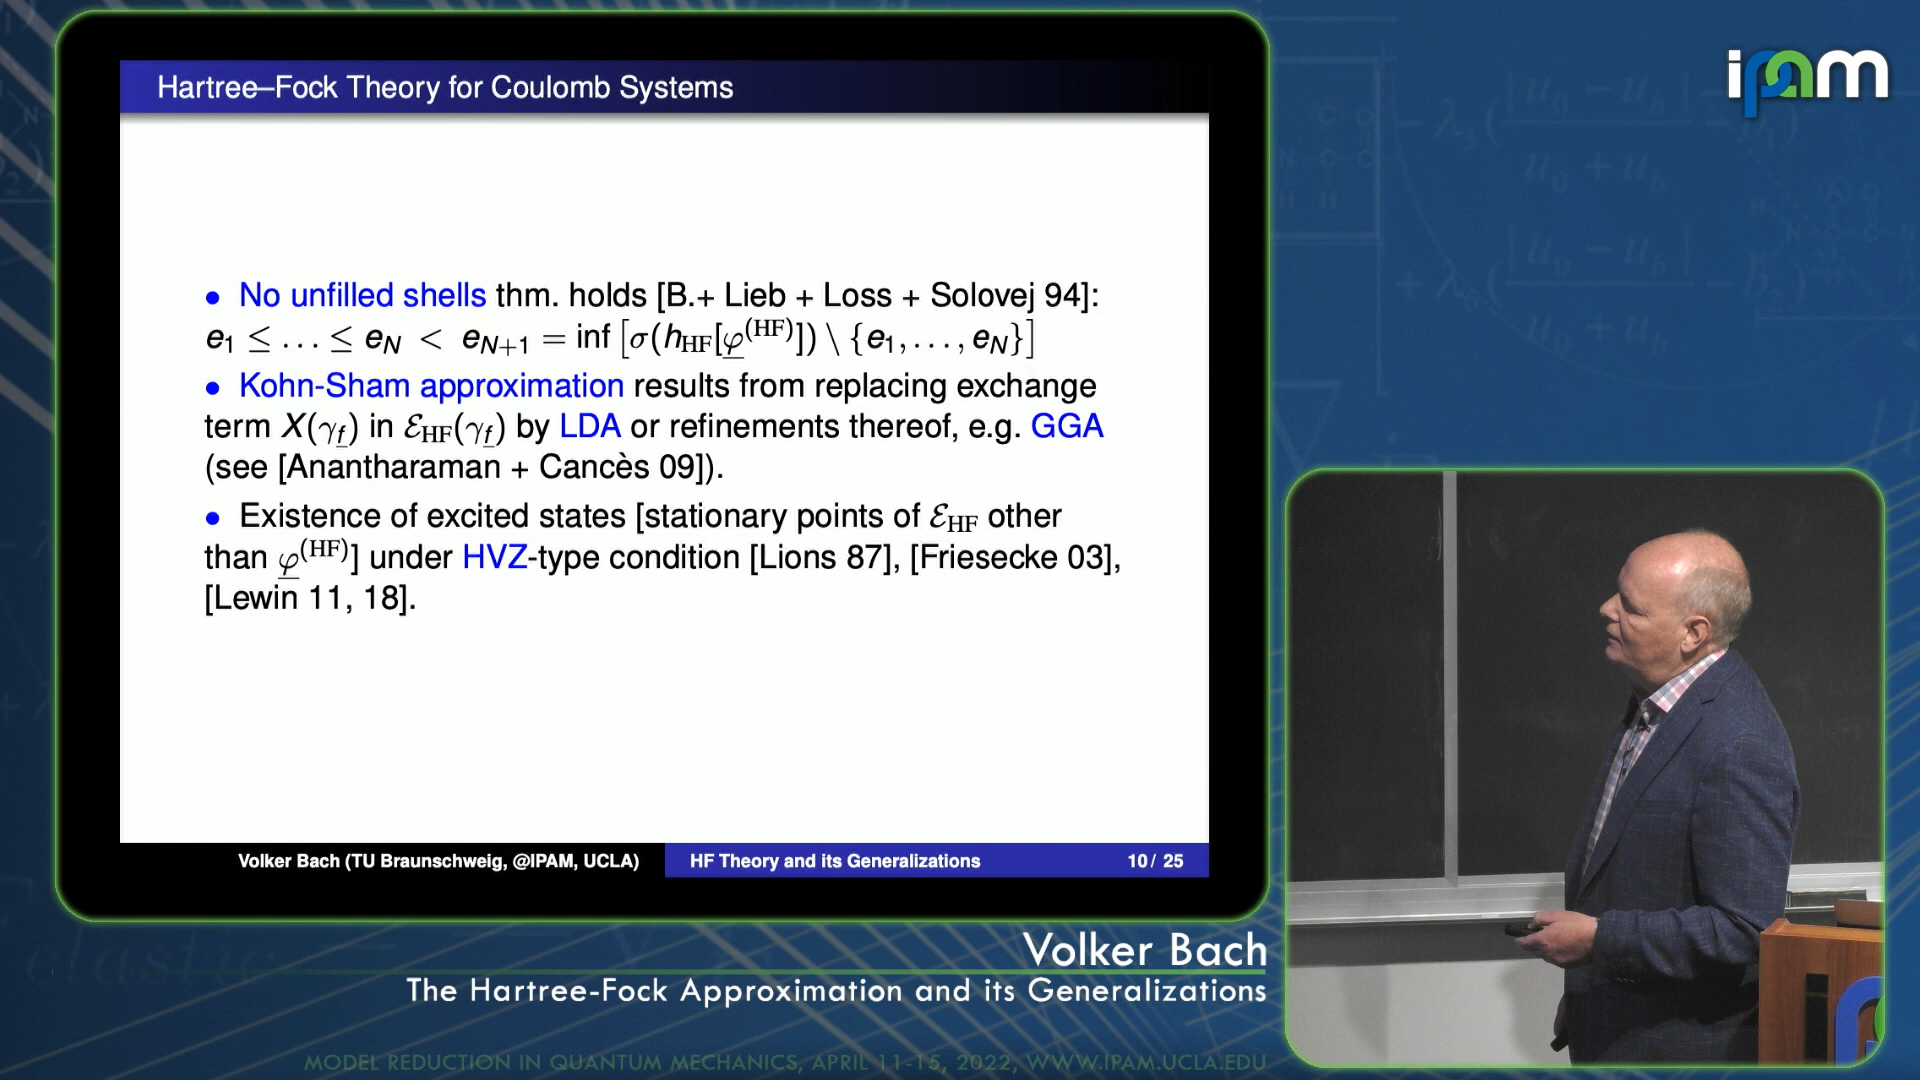 Hartree–Fock Theory for Coulomb Systems
ipam
• No unfilled shells thm. holds [B.+ Lieb + Loss + Solovej 94]:
e₁ ≤ … ≤ e_N < e_{N+1} = inf [σ(h_HF[φ^(HF)]) \ {e₁, …, e_N}]
• Kohn-Sham approximation results from replacing exchange
term X(γ_f) in ℰ_HF(γ_f) by LDA or refinements thereof, e.g. GGA
(see [Anantharaman + Cancès 09]).
• Existence of excited states [stationary points of ℰ_HF other
than φ^(HF)] under HVZ-type condition [Lions 87], [Friesecke 03],
[Lewin 11, 18].
Volker Bach (TU Braunschweig, @IPAM, UCLA) HF Theory and its Generalizations 10/ 25
Volker Bach
The Hartree-Fock Approximation and its Generalizations
MODEL REDUCTION IN QUANTUM MECHANICS, APRIL 11-15, 2022, WWW.IPAM.UCLA.EDU